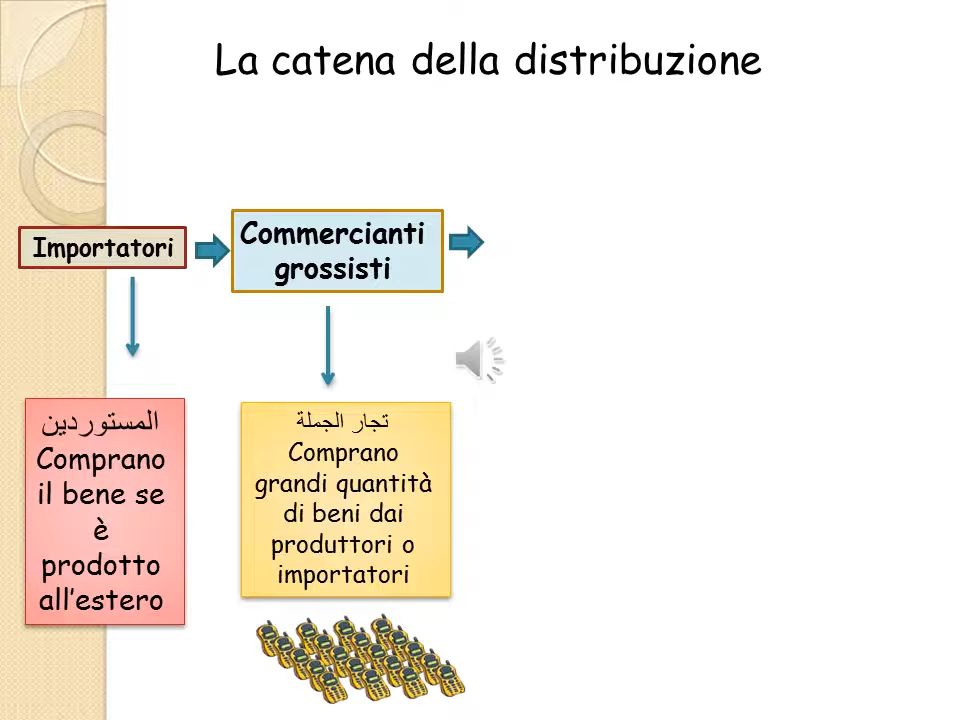 La catena della distribuzione
Importatori
Commercianti
grossisti
المستوردين
Comprano
il bene se
è
prodotto
all’estero
تجار الجملة
Comprano
grandi quantità
di beni dai
produttori o
importatori